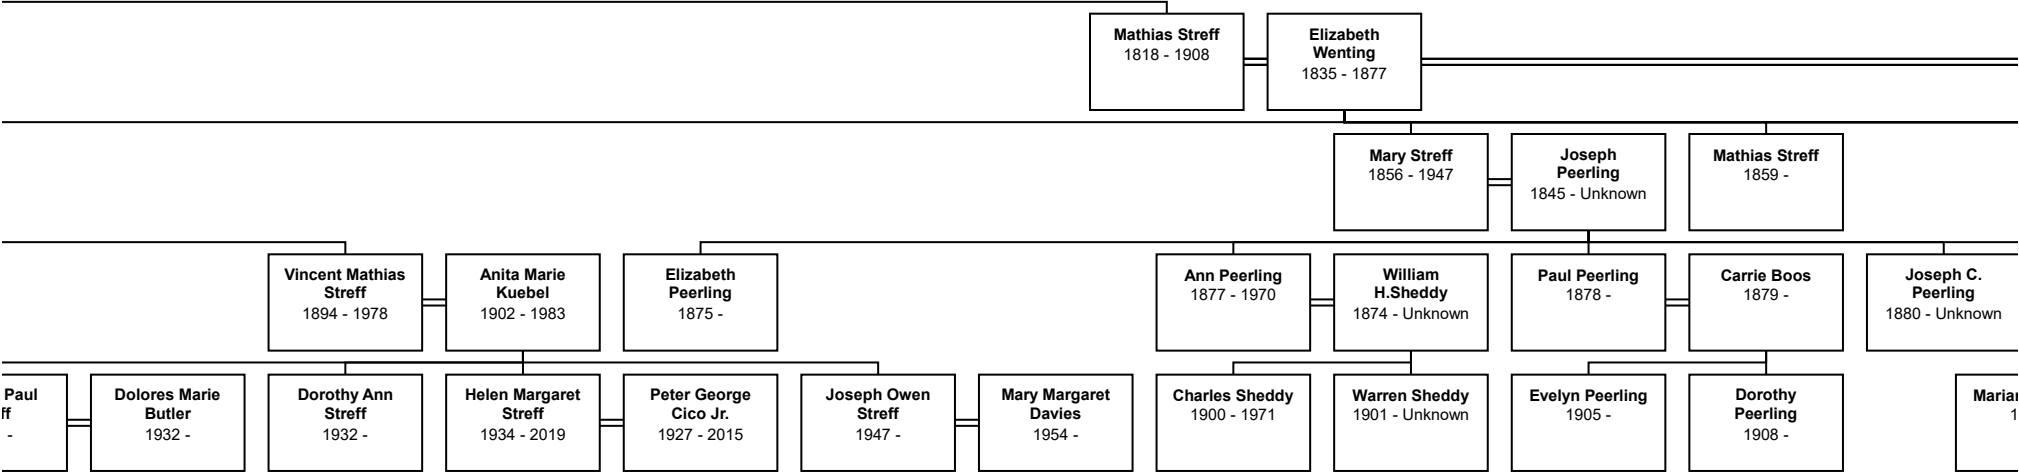 Mathias Streff
1818 - 1908
Elizabeth
Wenting
1835 - 1877
Mary Streff
1856 - 1947
Joseph
Peerling
1845 - Unknown
Mathias Streff
1859 -
Vincent Mathias
Streff
1894 - 1978
Anita Marie
Kuebel
1902 - 1983
Elizabeth
Peerling
1875 -
Ann Peerling
1877 - 1970
William
H.Sheddy
1874 - Unknown
Paul Peerling
1878 -
Carrie Boos
1879 -
Joseph C.
Peerling
1880 - Unknown
Paul
ff
-
Dolores Marie
Butler
1932 -
Dorothy Ann
Streff
1932 -
Helen Margaret
Streff
1934 - 2019
Peter George
Cico Jr.
1927 - 2015
Joseph Owen
Streff
1947 -
Mary Margaret
Davies
1954 -
Charles Sheddy
1900 - 1971
Warren Sheddy
1901 - Unknown
Evelyn Peerling
1905 -
Dorothy
Peerling
1908 -